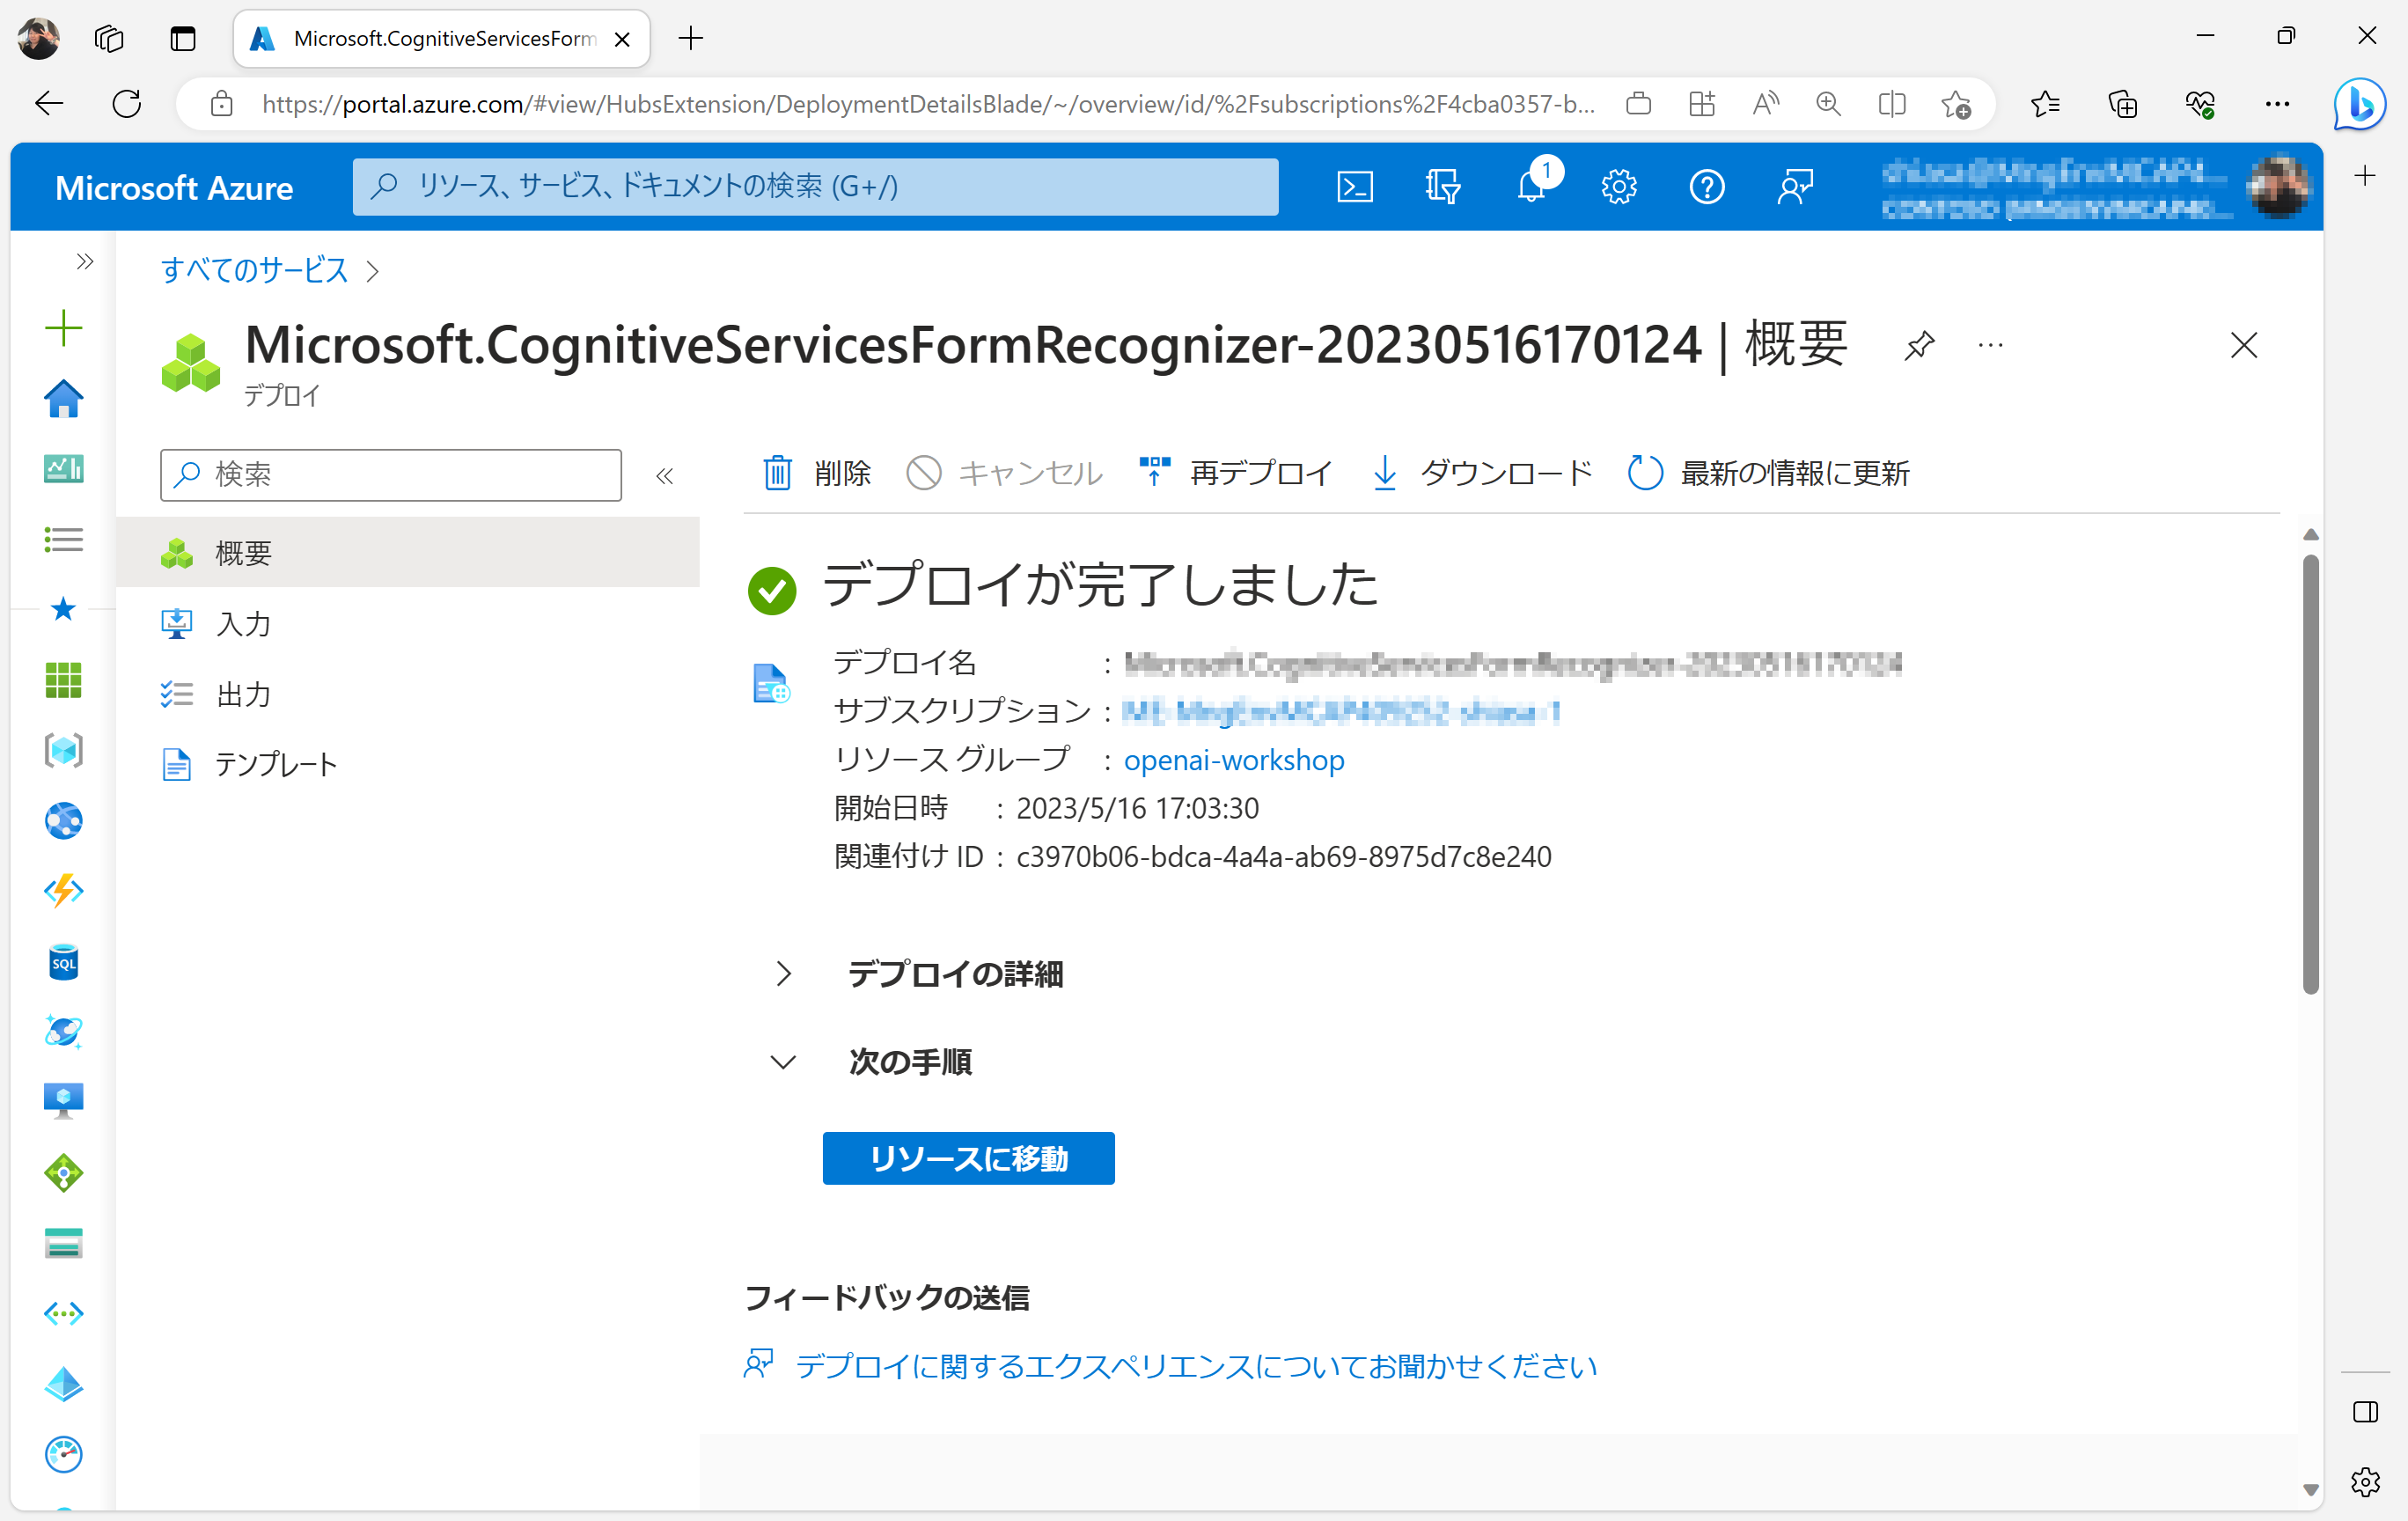 Microsoft.CognitiveServicesForm
https://portal.azure.com/#view/HubsExtension/DeploymentDetailsBlade/~/overview/id/%2Fsubscriptions%2F4cba0357-b...
Microsoft Azure
リソース、サービス、ドキュメントの検索 (G+/)
1
すべてのサービス
Microsoft.CognitiveServicesFormRecognizer-20230516170124 | 概要
デプロイ
検索
概要
入力
出力
テンプレート
SQL
削除
キャンセル
再デプロイ
ダウンロード
最新の情報に更新
デプロイが完了しました
デプロイ名 :
サブスクリプション :
リソース グループ : openai-workshop
開始日時 : 2023/5/16 17:03:30
関連付け ID : c3970b06-bdca-4a4a-ab69-8975d7c8e240
デプロイの詳細
次の手順
リソースに移動
フィードバックの送信
デプロイに関するエクスペリエンスについてお聞かせください